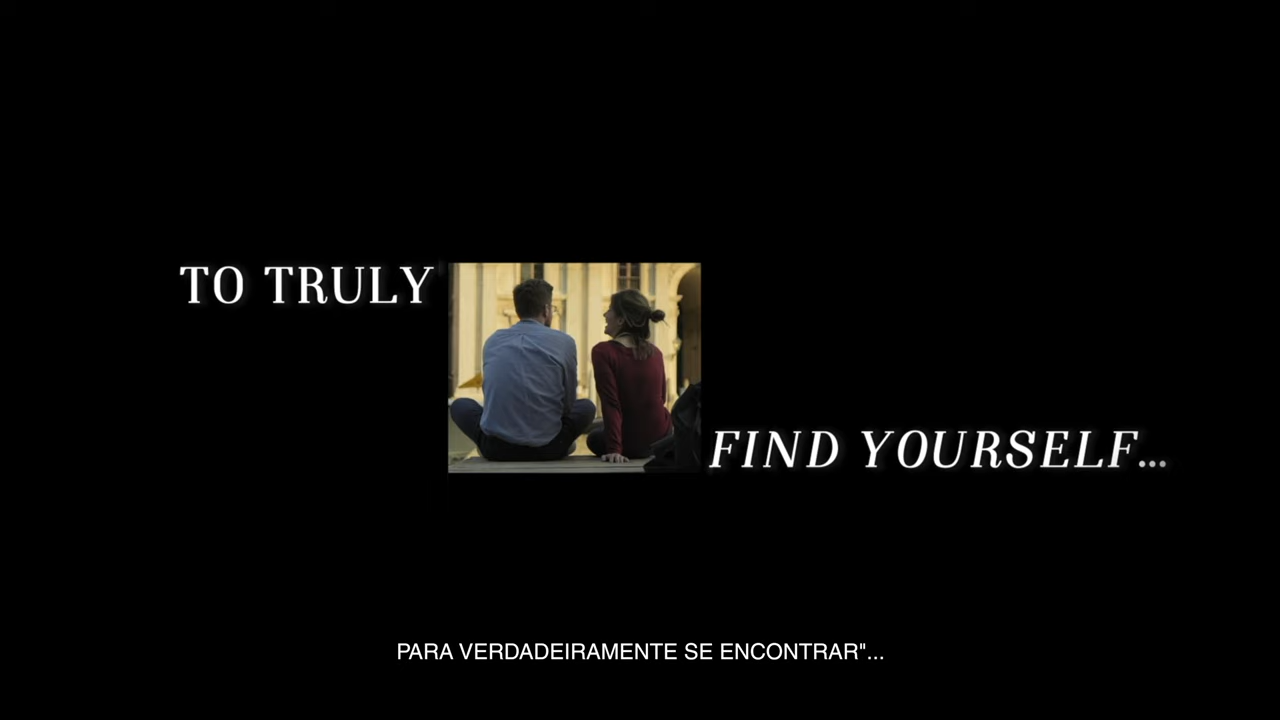 TO TRULY
FIND YOURSELF...
PARA VERDADEIRAMENTE SE ENCONTRAR"...